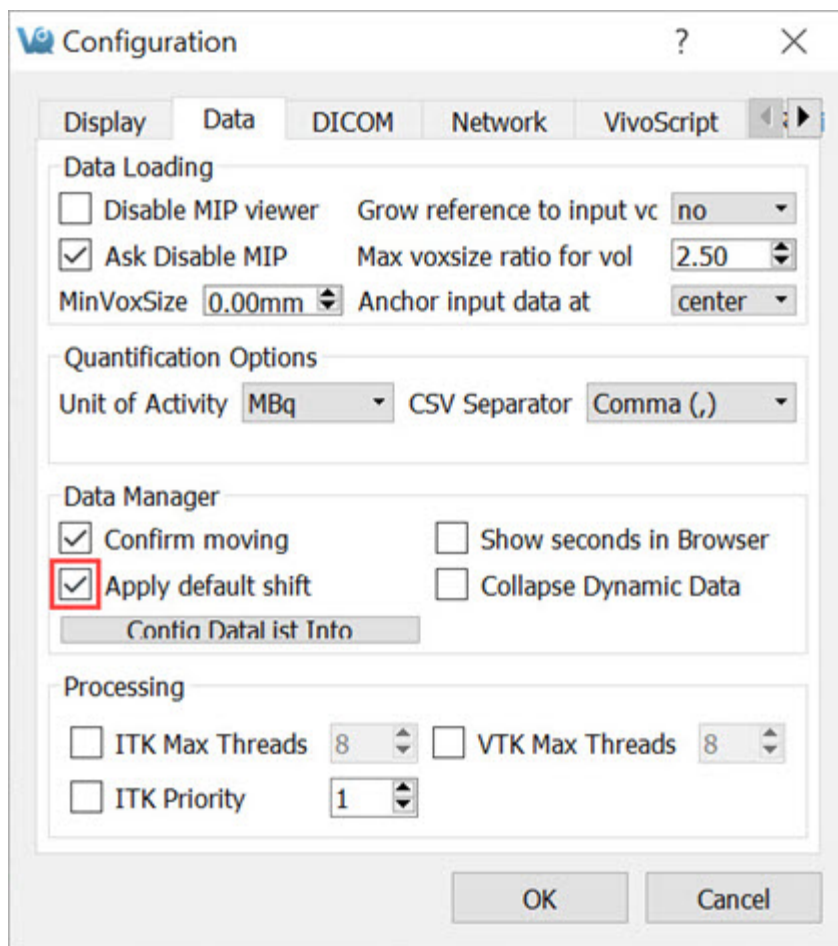 Configuration ?
Display Data DICOM Network VivoScript
Data Loading
Disable MIP viewer Grow reference to input vc no
Ask Disable MIP Max voxsize ratio for vol 2.50
MinVoxSize 0.00mm Anchor input data at center
Quantification Options
Unit of Activity MBq CSV Separator Comma (,)
Data Manager
Confirm moving Show seconds in Browser
Apply default shift Collapse Dynamic Data
Config DataList Into
Processing
ITK Max Threads 8 VTK Max Threads 8
ITK Priority 1
OK Cancel